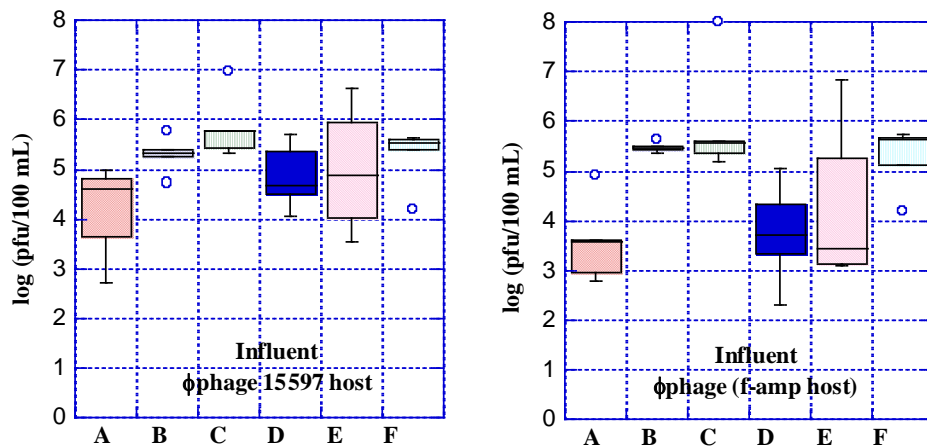 log (pfu/100 mL)
8
7
6
5
4
3
2
1
0
Influent
ϕphage 15597 host
A B C D E F
log (pfu/100 mL)
8
7
6
5
4
3
2
1
0
Influent
ϕphage (f-amp host)
A B C D E F